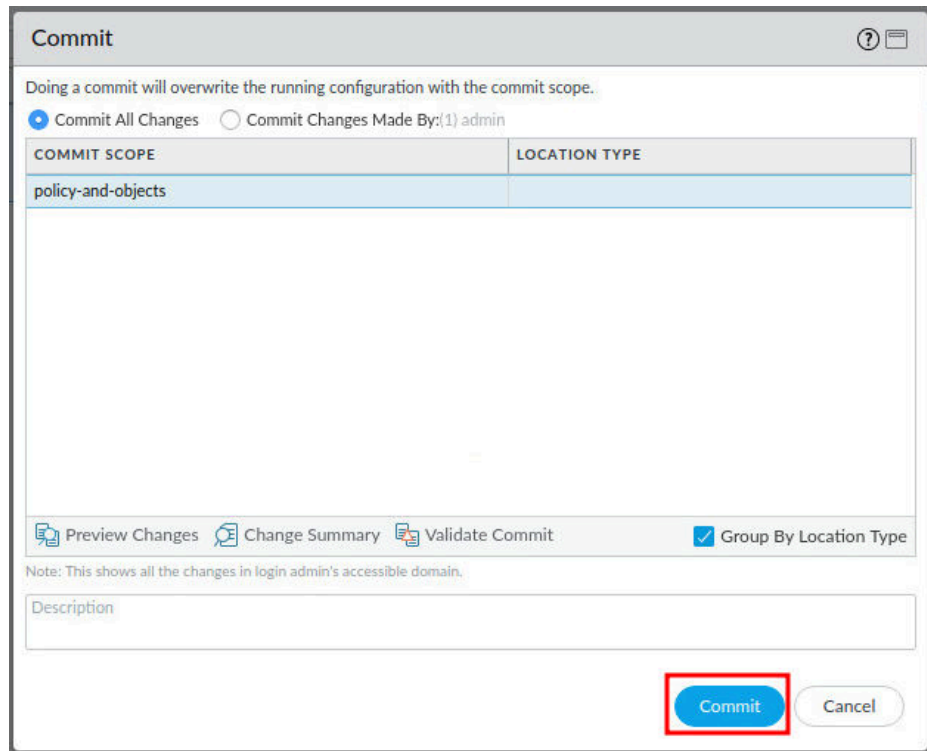 Commit
Doing a commit will overwrite the running configuration with the commit scope.
Commit All Changes Commit Changes Made By:(1) admin
COMMIT SCOPE LOCATION TYPE
policy-and-objects
Preview Changes Change Summary Validate Commit Group By Location Type
Note: This shows all the changes in login admin's accessible domain.
Description
Commit Cancel